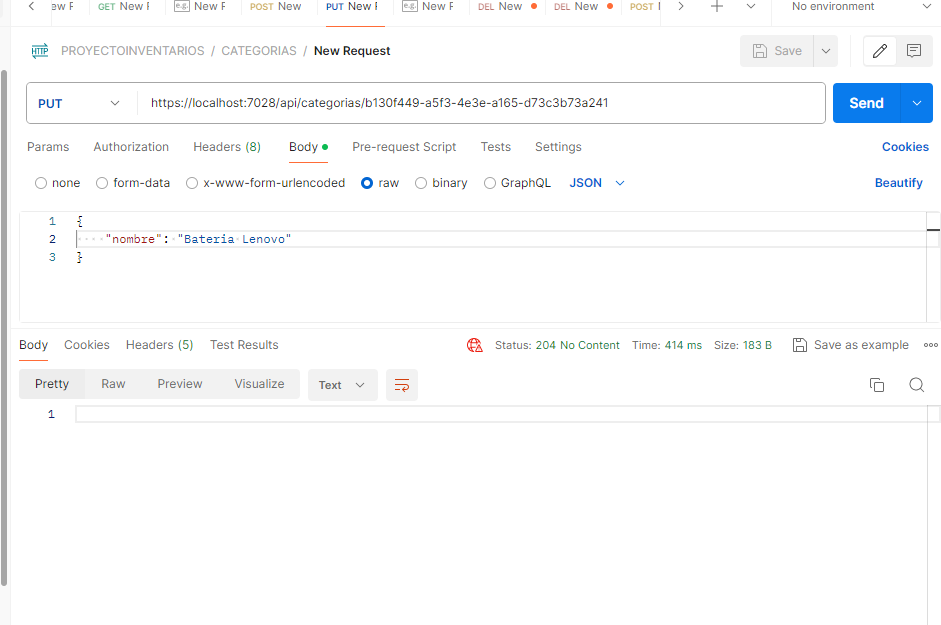 ew F GET New F e.g. New F POST New PUT New F e.g. New F DEL New DEL New POST No environment
HTTP PROYECTOINVENTARIOS / CATEGORIAS / New Request Save
PUT https://localhost:7028/api/categorias/b130f449-a5f3-4e3e-a165-d73c3b73a241 Send
Params Authorization Headers (8) Body Pre-request Script Tests Settings Cookies
none form-data x-www-form-urlencoded raw binary GraphQL JSON Beautify
1 {
2 "nombre": "Bateria Lenovo"
3 }
Body Cookies Headers (5) Test Results Status: 204 No Content Time: 414 ms Size: 183 B Save as example
Pretty Raw Preview Visualize Text
1